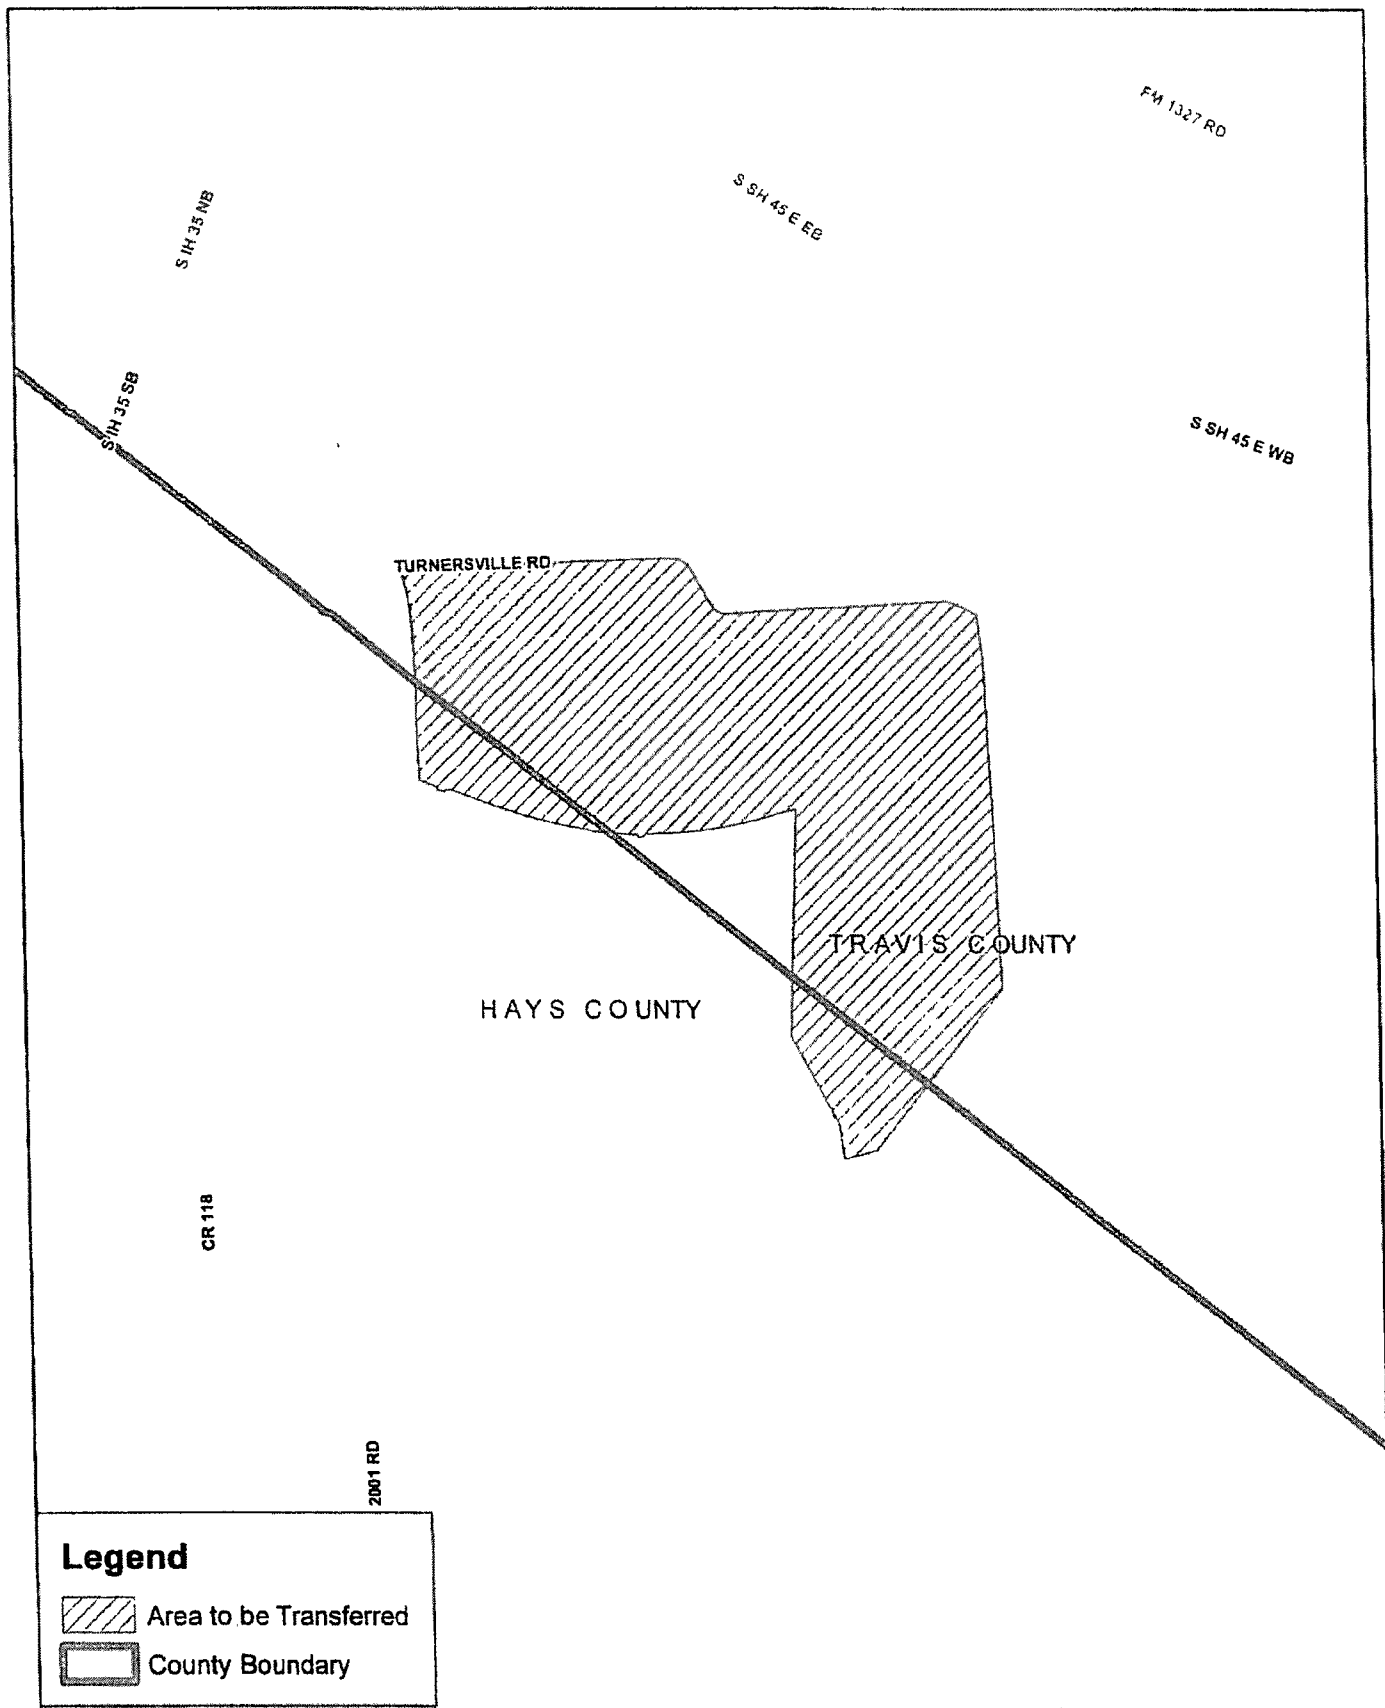 FM 1327 RD
S SH 45 E EB
S IH 35 NB
S IH 35 SB
S SH 45 E WB
TURNERSVILLE RD
TRAVIS COUNTY
HAYS COUNTY
CR 118
2001 RD
Legend
Area to be Transferred
County Boundary